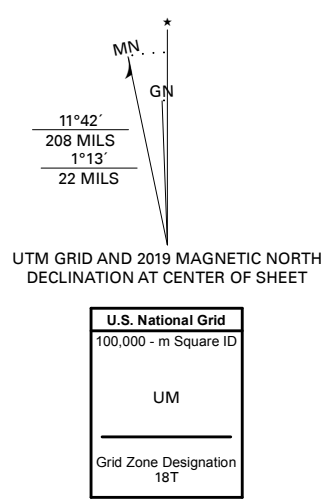 MN
GN
11°42´
208 MILS
1°13´
22 MILS
UTM GRID AND 2019 MAGNETIC NORTH
DECLINATION AT CENTER OF SHEET
U.S. National Grid
100,000 - m Square ID
UM
Grid Zone Designation
18T